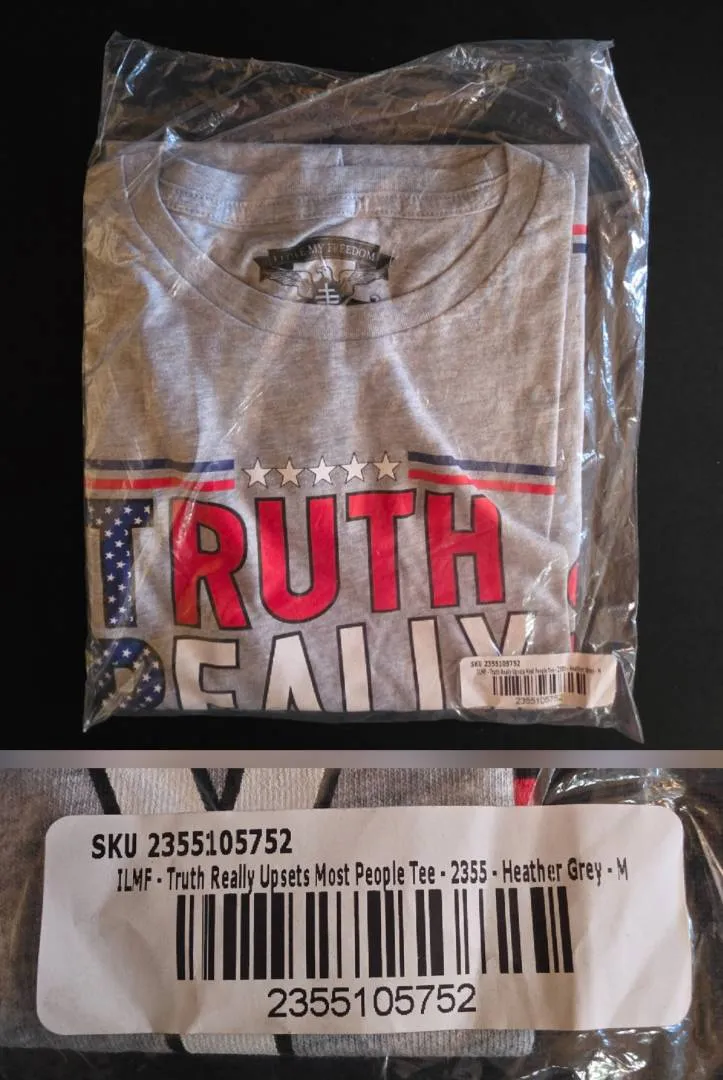 I LOVE MY FREEDOM
TRUTH
REALLY
SKU 2355105752
ILMF - Truth Really Upsets Most People Tee - 2355 - Heather Grey - M
2355105752
SKU 2355105752
ILMF - Truth Really Upsets Most People Tee - 2355 - Heather Grey - M
2355105752